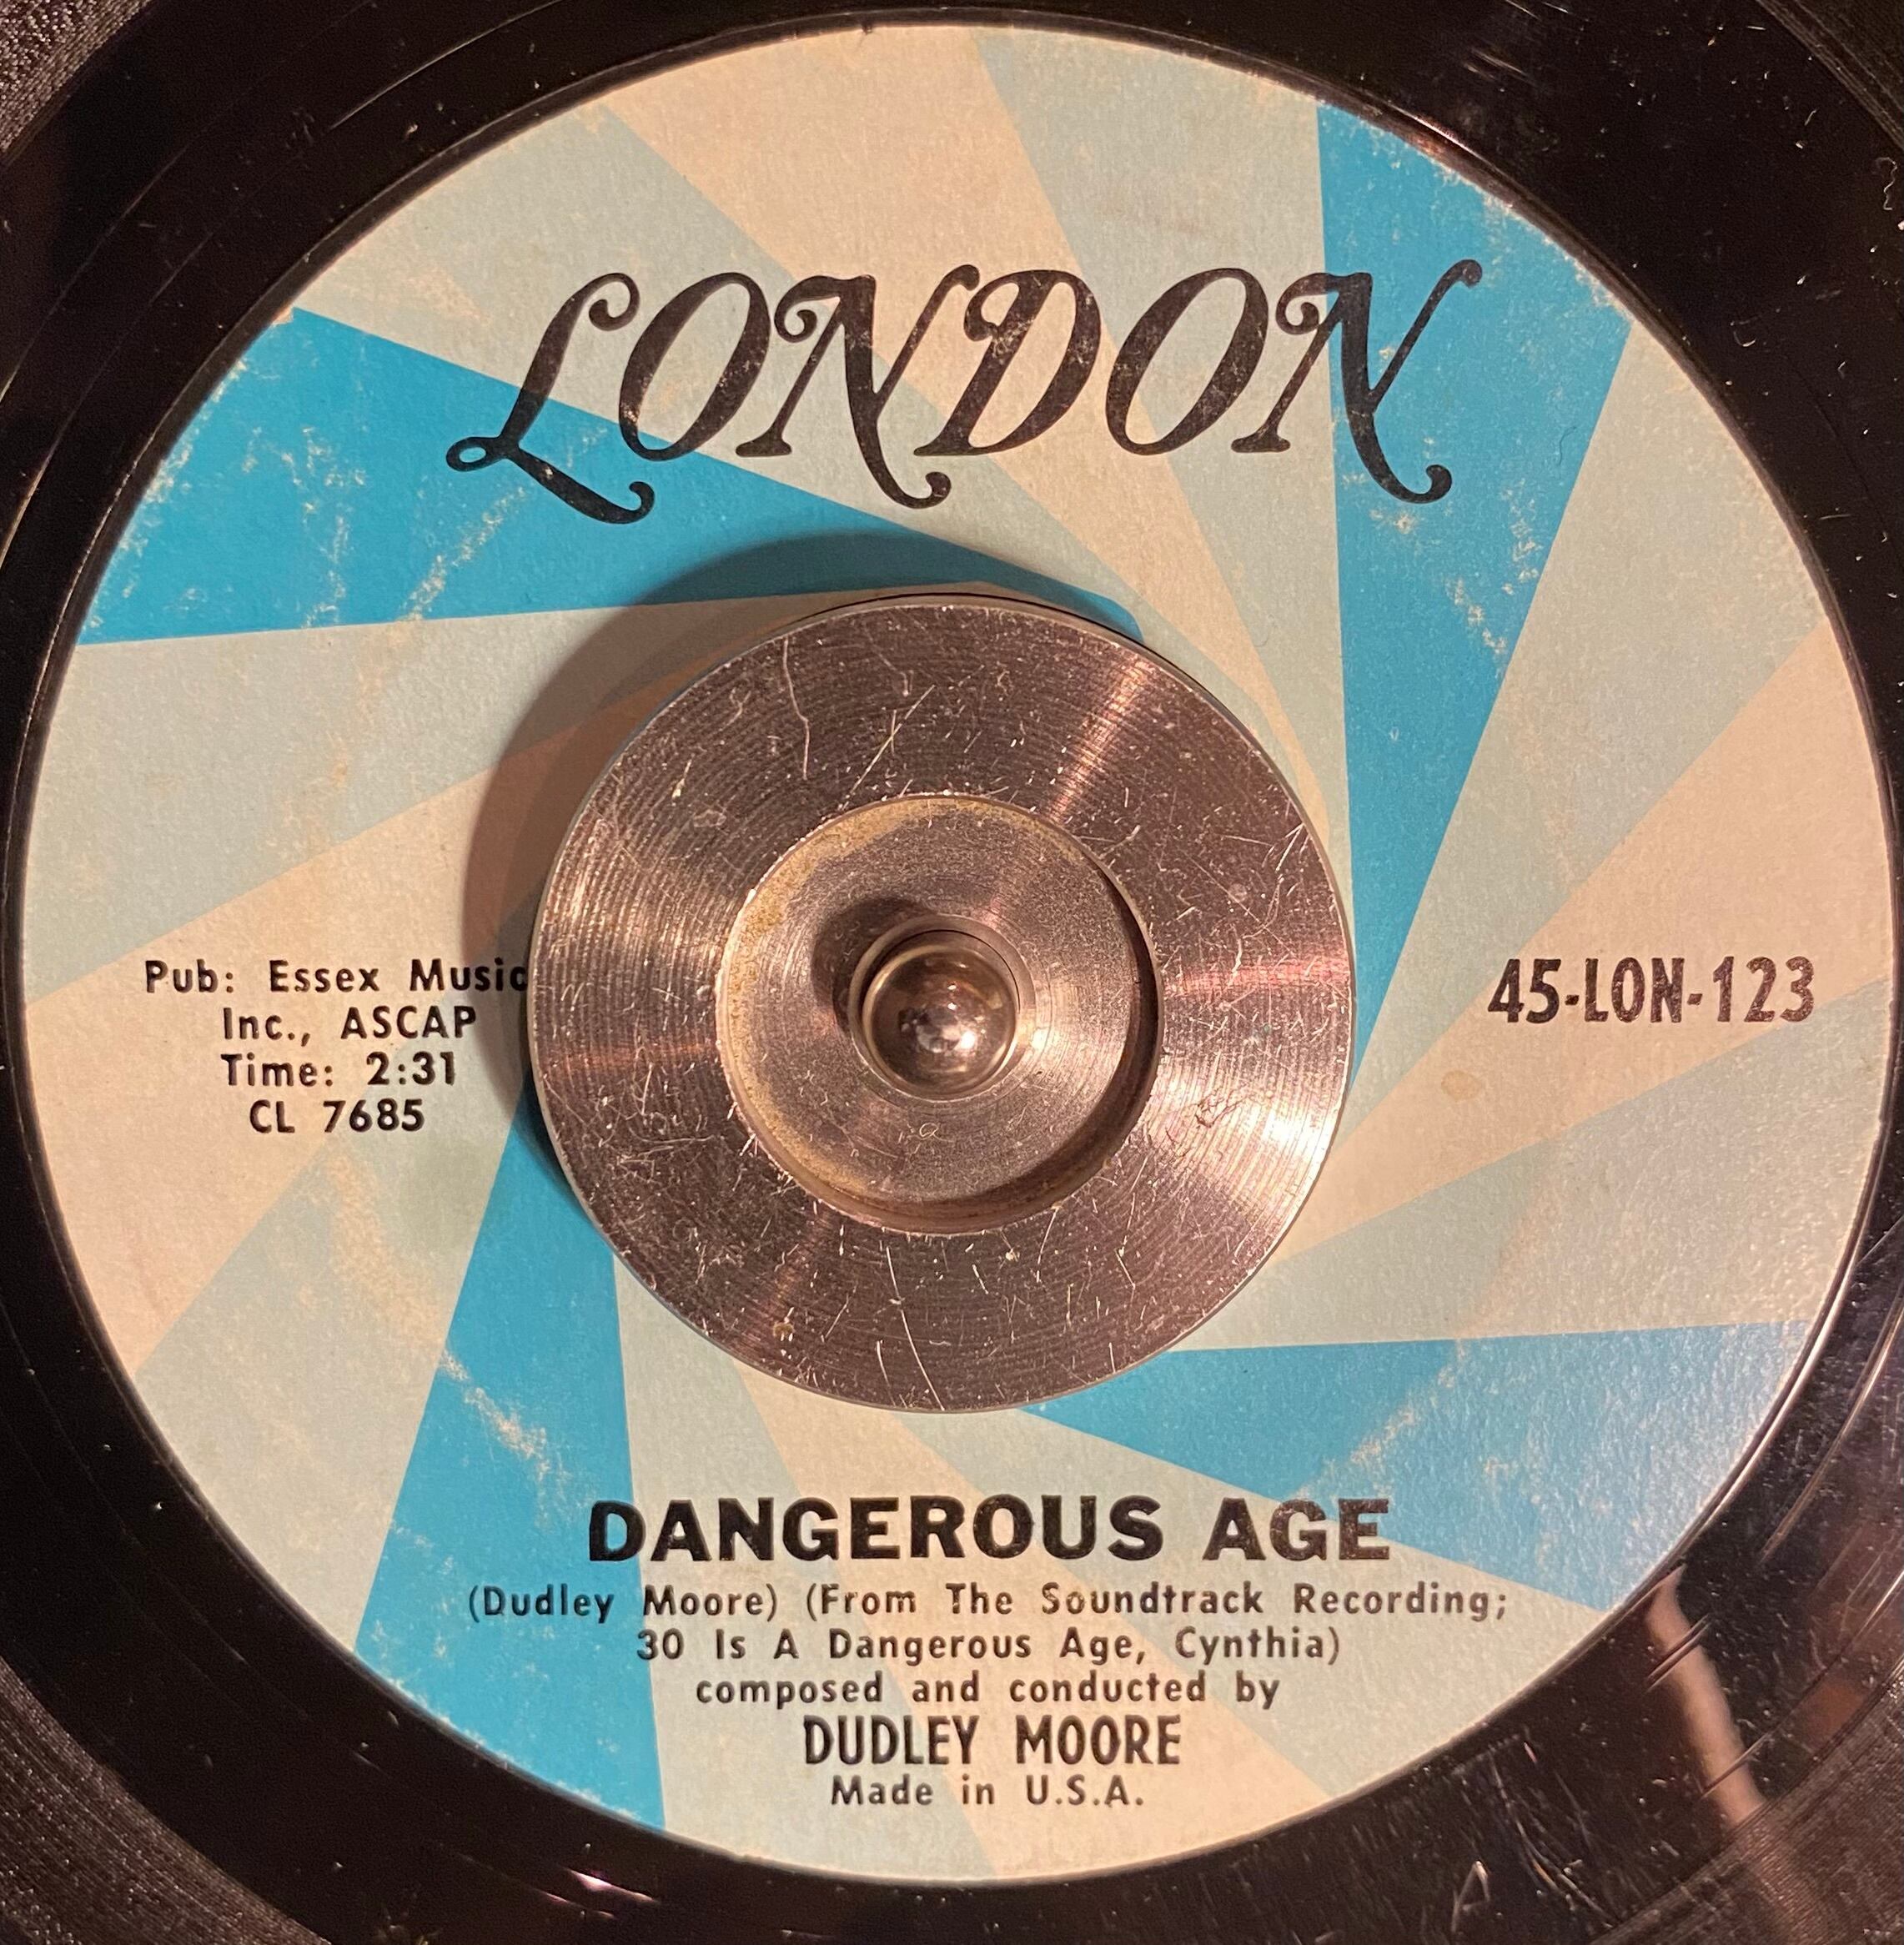 LONDON
Pub: Essex Music
Inc., ASCAP
Time: 2:31
CL 7685
45-LON-123
DANGEROUS AGE
(Dudley Moore) (From The Soundtrack Recording;
30 Is A Dangerous Age, Cynthia)
composed and conducted by
DUDLEY MOORE
Made in U.S.A.